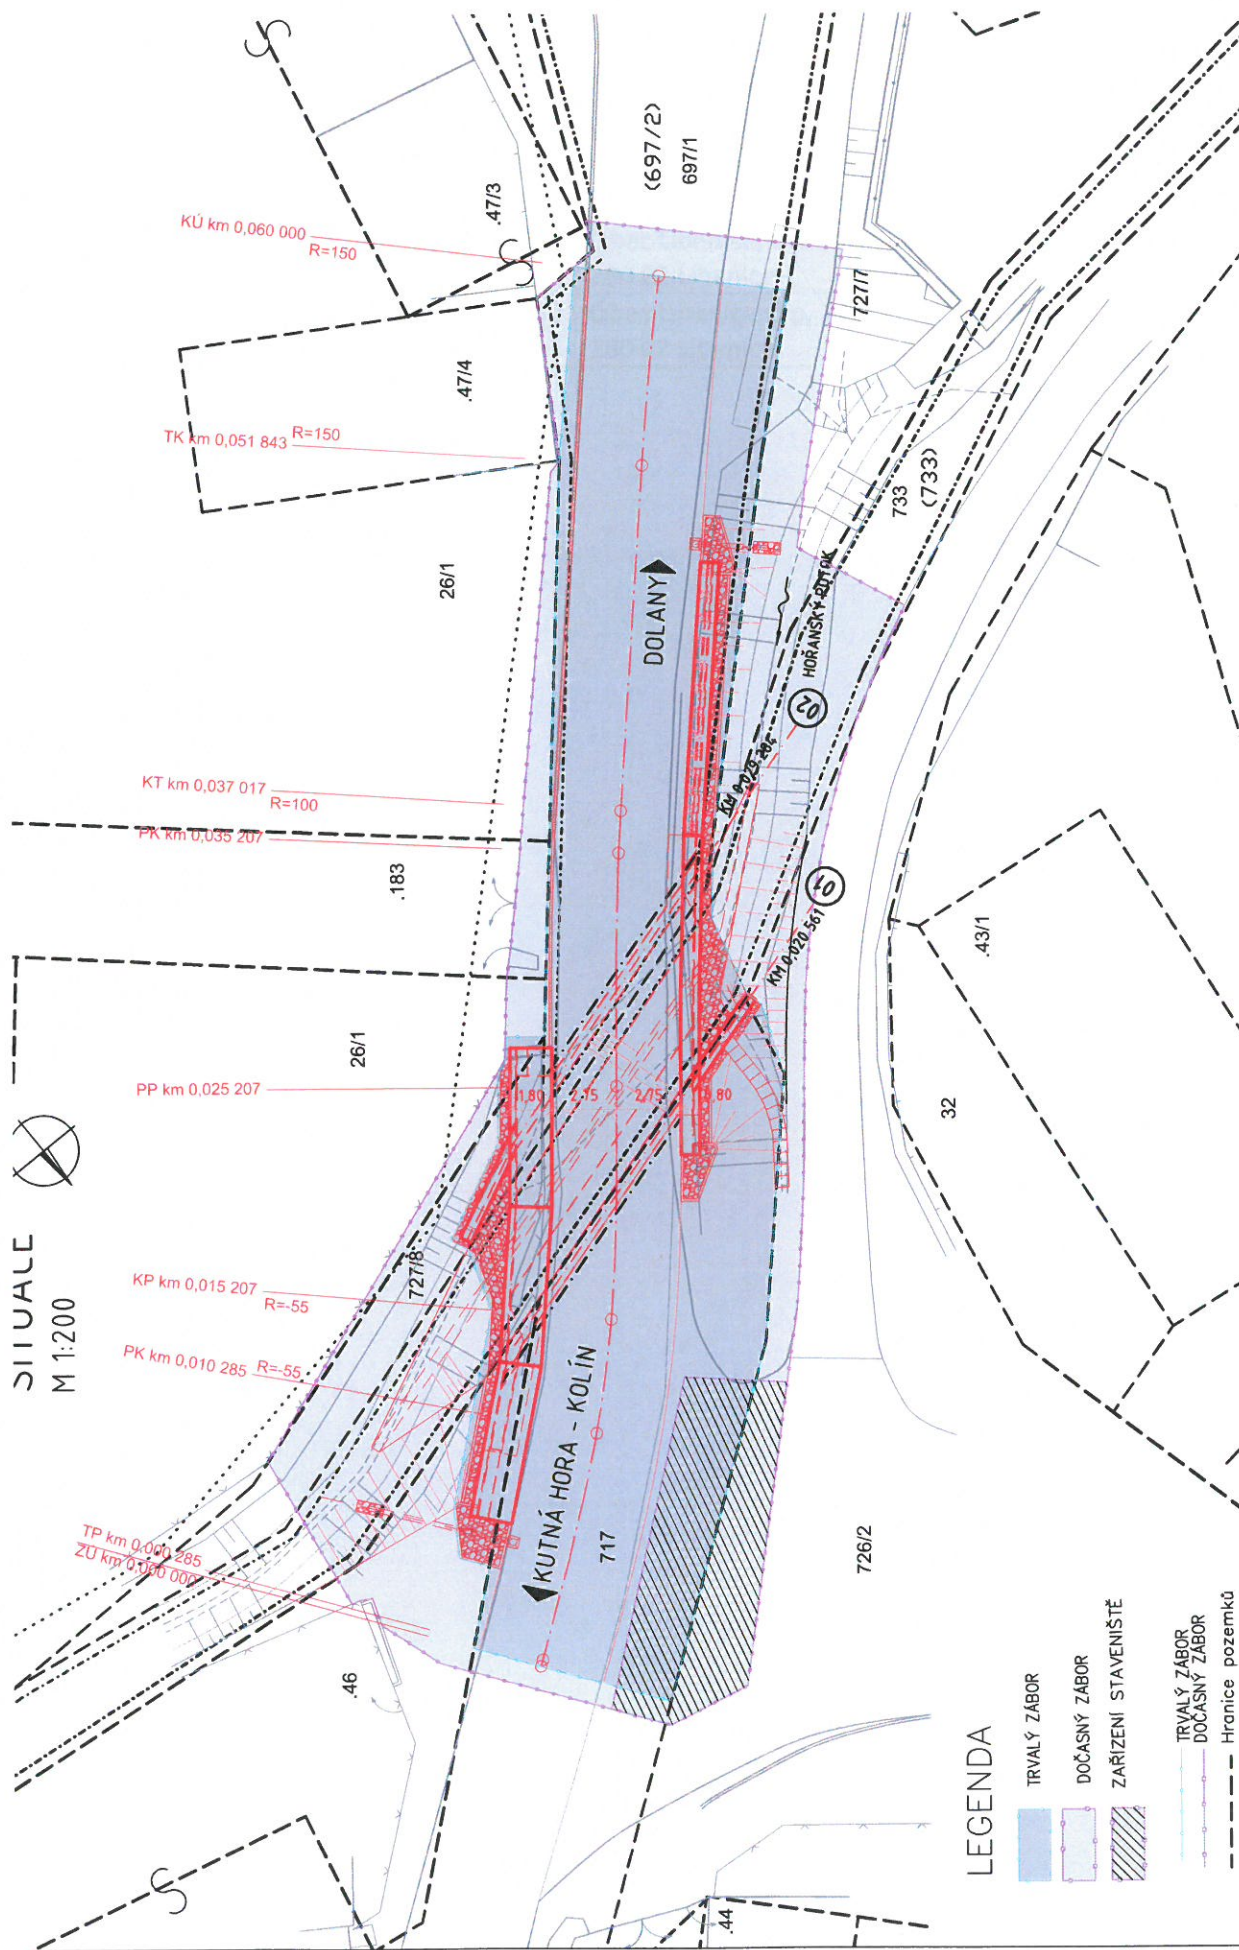 SITUACE
M 1:200
KÚ km 0,060 000
R=150
TK km 0,051 843
R=150
KT km 0,037 017
R=100
PK km 0,035 207
PP km 0,025 207
KP km 0,015 207
R=-55
PK km 0,010 285
R=-55
TP km 0,000 285
ZÚ km 0,000 000
.47/3
(697/2)
697/1
.47/4
727/7
26/1
733
(733)
DOLANY
HOŘANSKÝ POTOK
02
KM 0,029 284
.183
01
KM 0,020 561
.43/1
26/1
1,80
2,75
2,75
0,80
32
727/8
KUTNÁ HORA - KOLÍN
717
726/2
.46
.44
LEGENDA
TRVALÝ ZÁBOR
DOČASNÝ ZÁBOR
ZAŘIZENÍ STAVENIŠTĚ
TRVALÝ ZÁBOR
DOČASNÝ ZÁBOR
Hranice pozemků